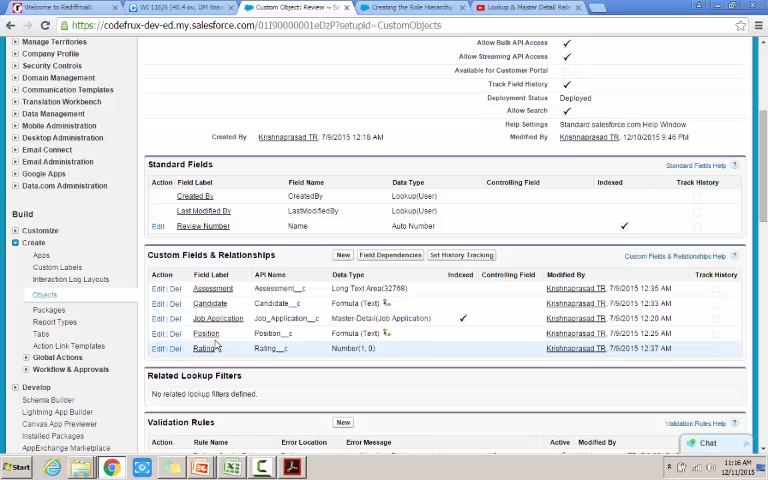 Welcome to Rediffmail:
WI 116/6 (40.4 ov, DM Bra
Custom Object: Review ~ S
Creating the Role Hierarchy
Lookup & Master Detail Rel
https://codefrux-dev-ed.my.salesforce.com/01I90000001eDzP?setupid=CustomObjects
Manage Territories
Company Profile
Security Controls
Domain Management
Communication Templates
Translation Workbench
Data Management
Mobile Administration
Desktop Administration
Email Connect
Email Administration
Google Apps
Data.com Administration
Build
Customize
Create
Apps
Custom Labels
Interaction Log Layouts
Objects
Packages
Report Types
Tabs
Action Link Templates
Global Actions
Workflow & Approvals
Develop
Schema Builder
Lightning App Builder
Canvas App Previewer
Installed Packages
AppExchange Marketplace
Allow Bulk API Access
Allow Streaming API Access
Available for Customer Portal
Track Field History
Deployment Status Deployed
Allow Search
Help Settings Standard salesforce.com Help Window
Created By Krishnaprasad TR, 7/9/2015 12:18 AM Modified By Krishnaprasad TR, 12/10/2015 9:46 PM
Standard Fields Standard Fields Help ?
Action Field Label Field Name Data Type Controlling Field Indexed Track History
Created By CreatedBy Lookup(User)
Last Modified By LastModifiedBy Lookup(User)
Edit Review Number Name Auto Number
Custom Fields & Relationships New Field Dependencies Set History Tracking Custom Fields & Relationships Help ?
Action Field Label API Name Data Type Indexed Controlling Field Modified By Track History
Edit | Del Assessment Assessment__c Long Text Area(32768) Krishnaprasad TR, 7/9/2015 12:35 AM
Edit | Del Candidate Candidate__c Formula (Text) Krishnaprasad TR, 7/9/2015 12:33 AM
Edit | Del Job Application Job_Application__c Master-Detail(Job Application) Krishnaprasad TR, 7/9/2015 12:22 AM
Edit | Del Position Position__c Formula (Text) Krishnaprasad TR, 7/9/2015 12:34 AM
Edit | Del Rating Rating__c Number(1, 0) Krishnaprasad TR, 7/9/2015 12:37 AM
Related Lookup Filters
No related lookup filters defined.
Validation Rules New Validation Rules Help ?
Action Rule Name Error Location Error Message Active Modified By
Chat
Start
11:16 AM
12/11/2015